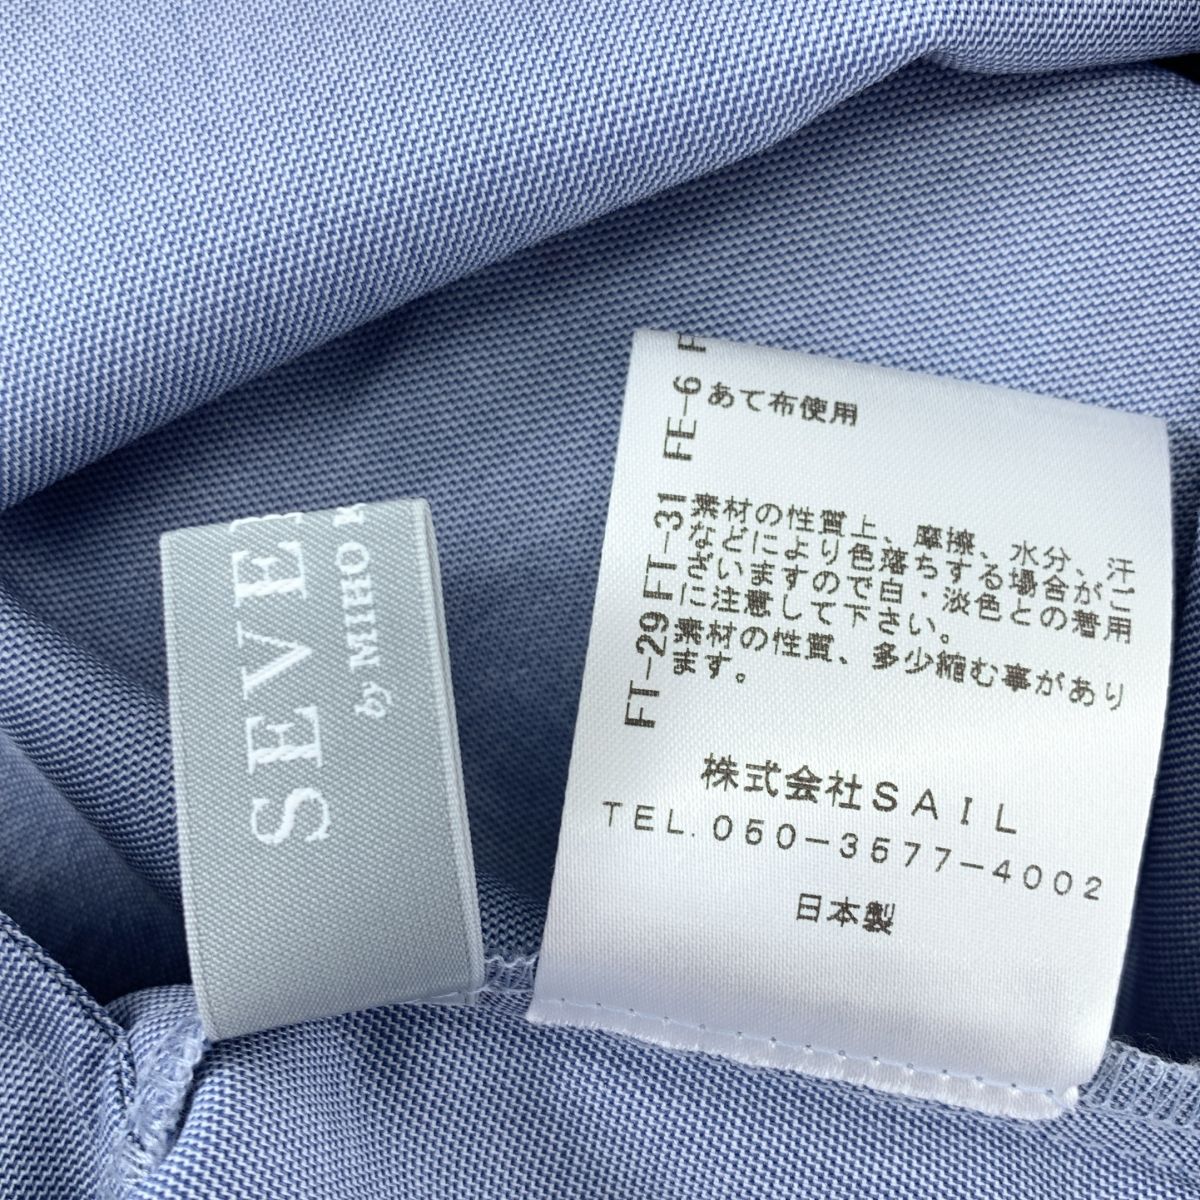 SEVE
by MIHO K
FE-6 F
あて布使用
FT-31
素材の性質上、摩擦、水分、汗
などにより色落ちする場合がご
ざいますので白・淡色との着用
に注意して下さい。
FT-29
素材の性質、多少縮む事があり
ます。
株式会社SAIL
TEL.050-3577-4002
日本製